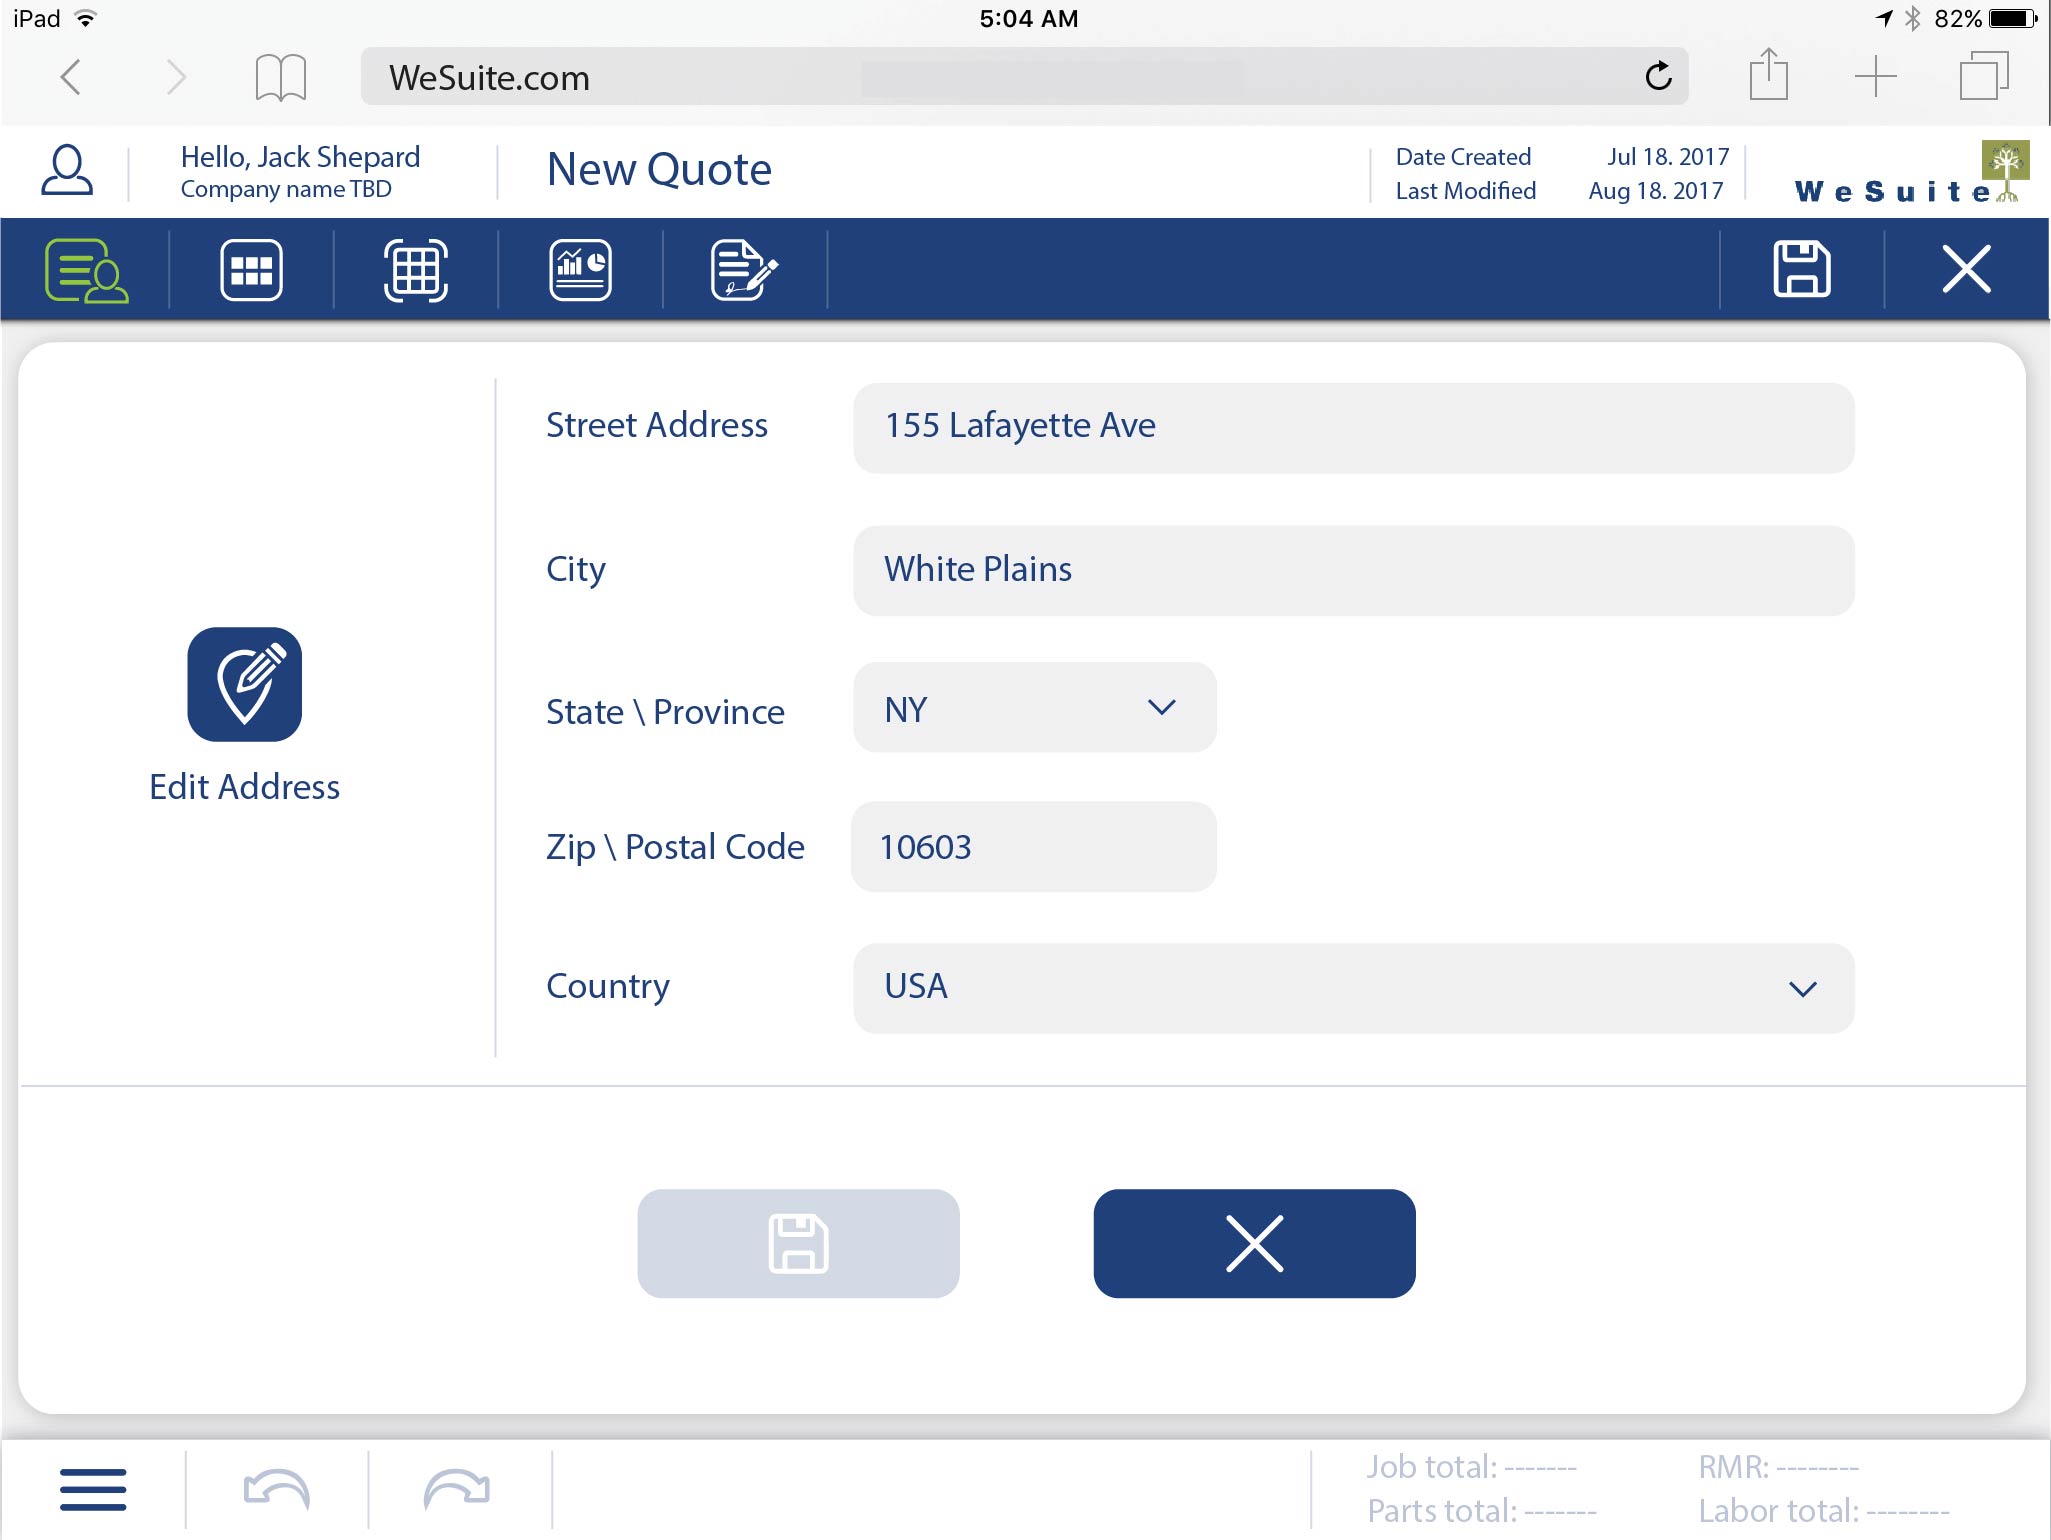 iPad 5:04 AM 82%
WeSuite.com
Hello, Jack Shepard
Company name TBD
New Quote
Date Created Jul 18. 2017
Last Modified Aug 18. 2017
WeSuite
Street Address 155 Lafayette Ave
City White Plains
State \ Province NY
Edit Address
Zip \ Postal Code 10603
Country USA
Job total: ------- RMR: --------
Parts total: ------- Labor total: --------